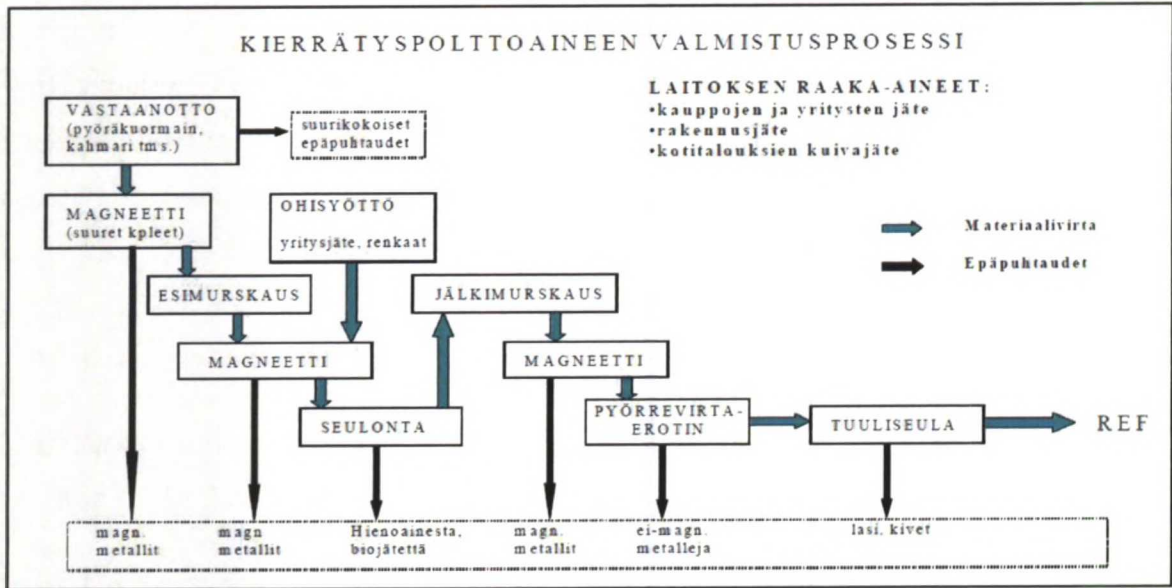 KIERRÄTYSPOLTTOAINEEN VALMISTUSPROSESSI
LAITOKSEN RAAKA-AINEET:
•kauppojen ja yritysten jäte
•rakennusjäte
•kotitalouksien kuivajäte
VASTAANOTTO
(pyöräkuormain,
kahmari tms.)
suurikokoiset
epäpuhtaudet
MAGNEETTI
(suuret kpleet)
OHISYÖTTÖ
yritysjäte, renkaat
Materiaalivirta
Epäpuhtaudet
ESIMURSKAUS
JÄLKIMURSKAUS
MAGNEETTI
MAGNEETTI
SEULONTA
PYÖRREVIRTA-
EROTIN
TUULISEULA
REF
magn.
metallit
magn
metallit
Hienoainesta,
biojätettä
magn.
metallit
ei-magn.
metalleja
lasi, kivet